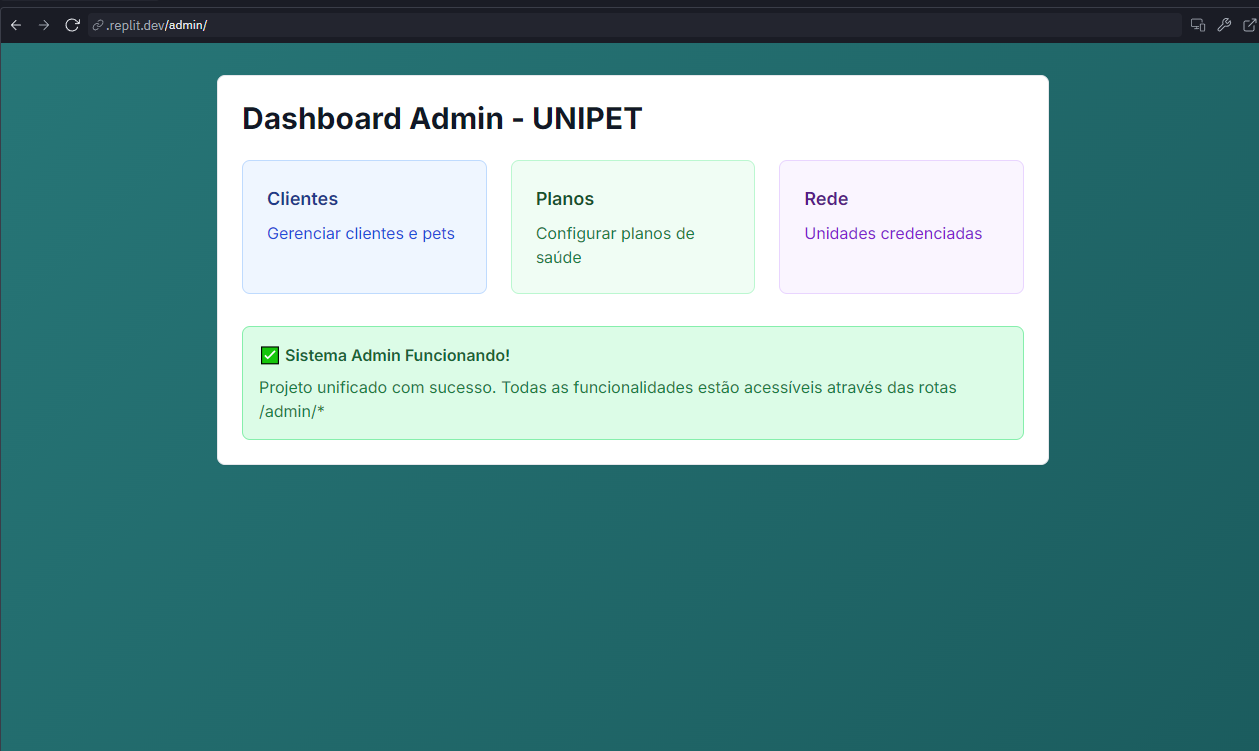 .replit.dev/admin/
Dashboard Admin - UNIPET
Clientes
Gerenciar clientes e pets
Planos
Configurar planos de
saúde
Rede
Unidades credenciadas
✅ Sistema Admin Funcionando!
Projeto unificado com sucesso. Todas as funcionalidades estão acessíveis através das rotas
/admin/*